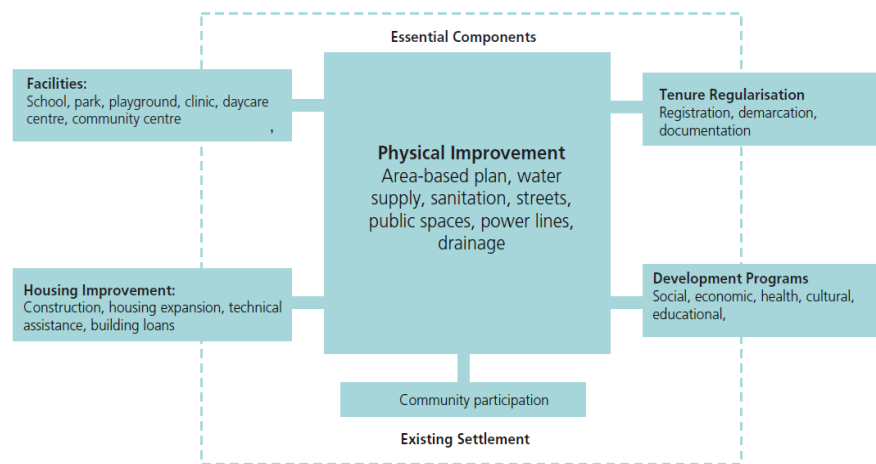 Essential Components
Facilities:
School, park, playground, clinic, daycare
centre, community centre
,
Physical Improvement
Area-based plan, water
supply, sanitation, streets,
public spaces, power lines,
drainage
Tenure Regularisation
Registration, demarcation,
documentation
Housing Improvement:
Construction, housing expansion, technical
assistance, building loans
Development Programs
Social, economic, health, cultural,
educational,
Community participation
Existing Settlement